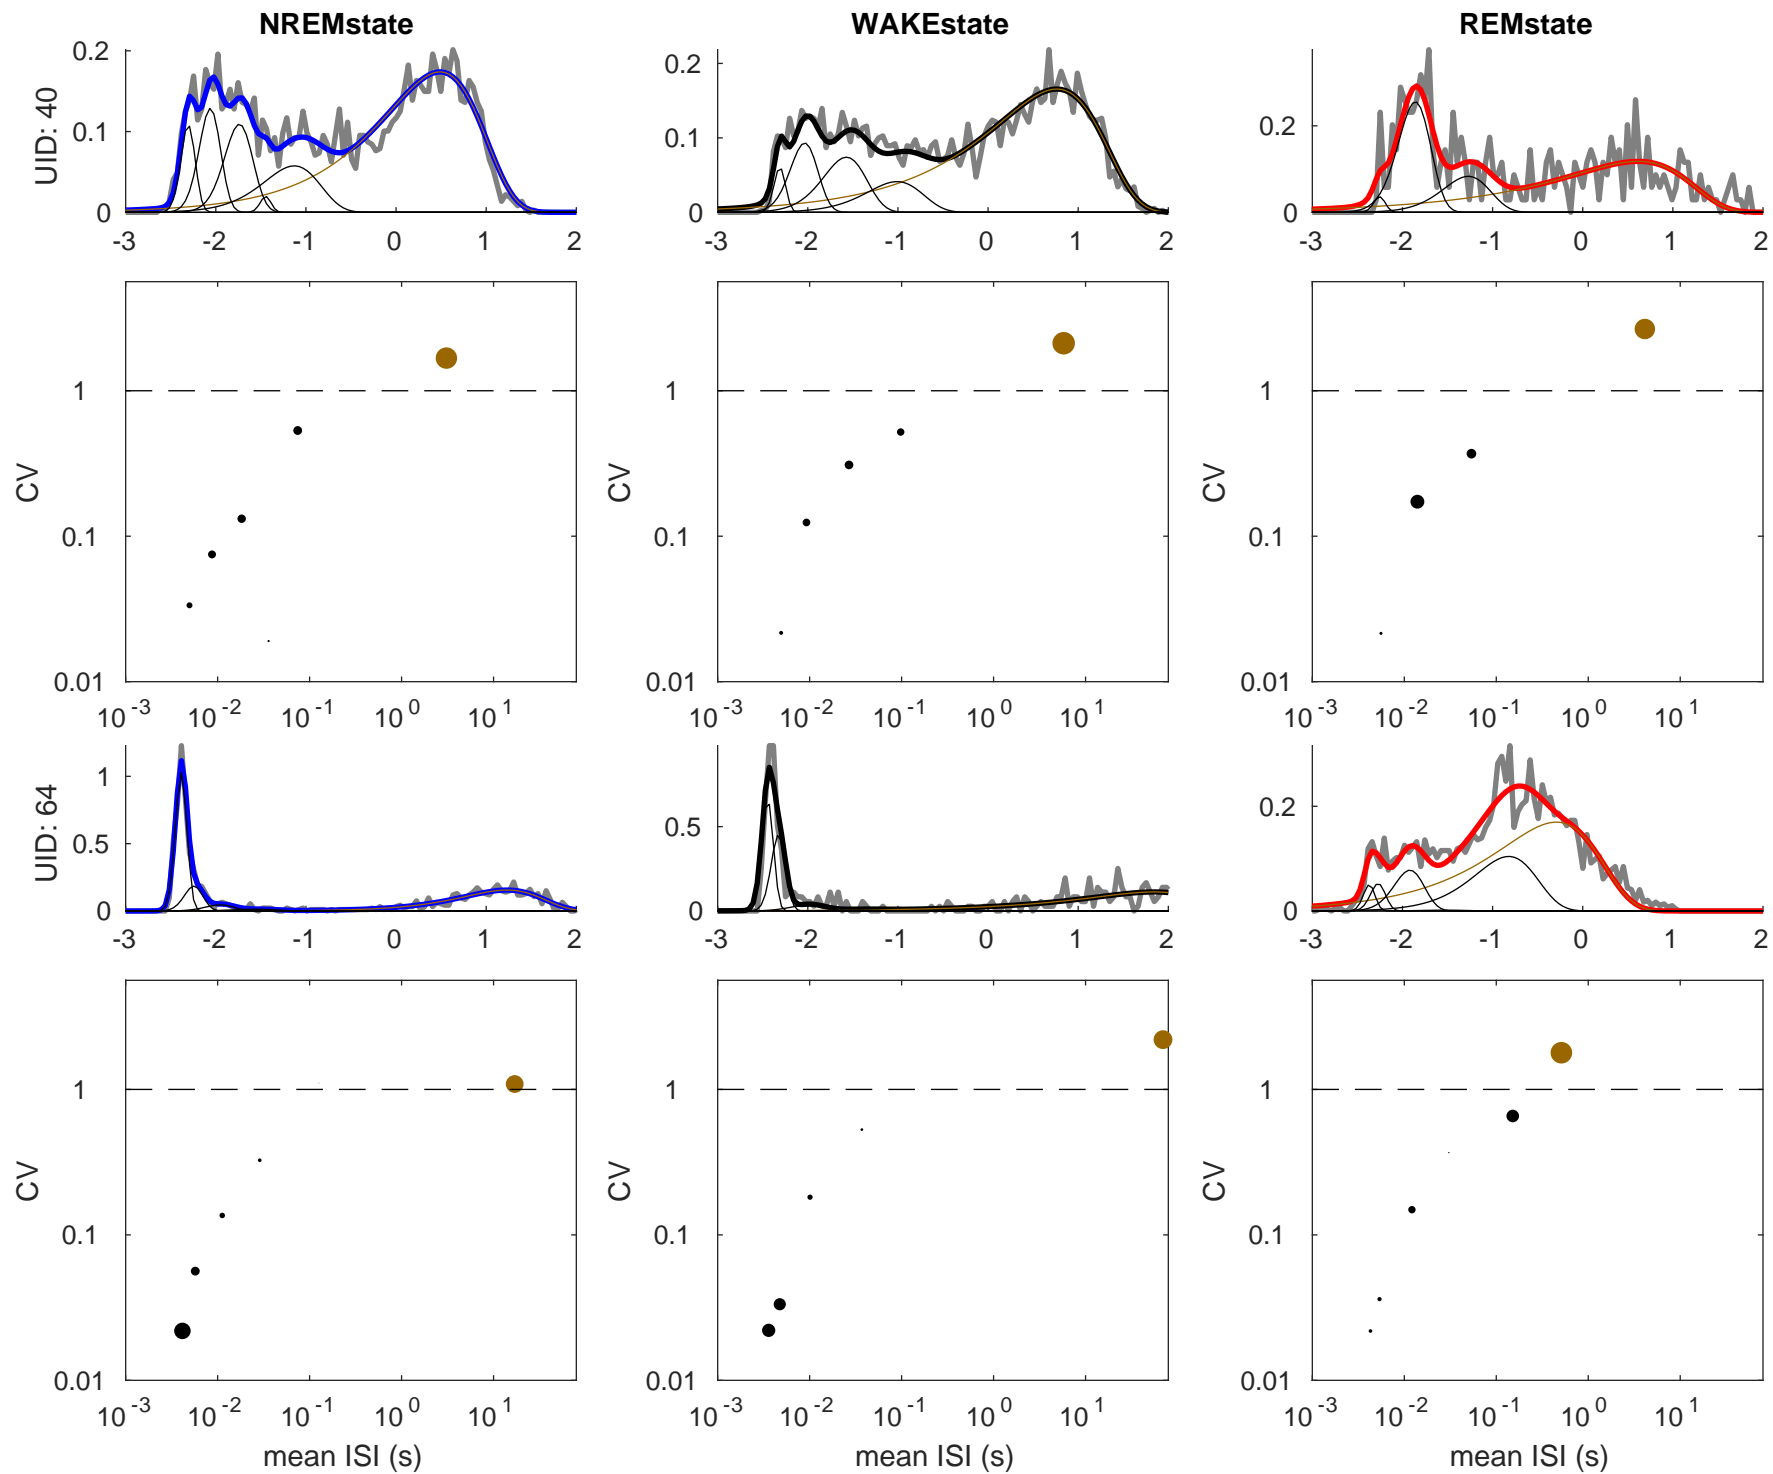 NREMstate WAKEstate REMstate
UID: 40
0.2 0.1 0
0.2 0.1 0
0.2 0
-3 -2 -1 0 1 2
-3 -2 -1 0 1 2
-3 -2 -1 0 1 2
CV 1 0.1 0.01
CV 1 0.1 0.01
CV 1 0.1 0.01
10^-3 10^-2 10^-1 10^0 10^1
10^-3 10^-2 10^-1 10^0 10^1
10^-3 10^-2 10^-1 10^0 10^1
UID: 64
1 0.5 0
0.5 0
0.2 0
-3 -2 -1 0 1 2
-3 -2 -1 0 1 2
-3 -2 -1 0 1 2
CV 1 0.1 0.01
CV 1 0.1 0.01
CV 1 0.1 0.01
10^-3 10^-2 10^-1 10^0 10^1
10^-3 10^-2 10^-1 10^0 10^1
10^-3 10^-2 10^-1 10^0 10^1
mean ISI (s) mean ISI (s) mean ISI (s)